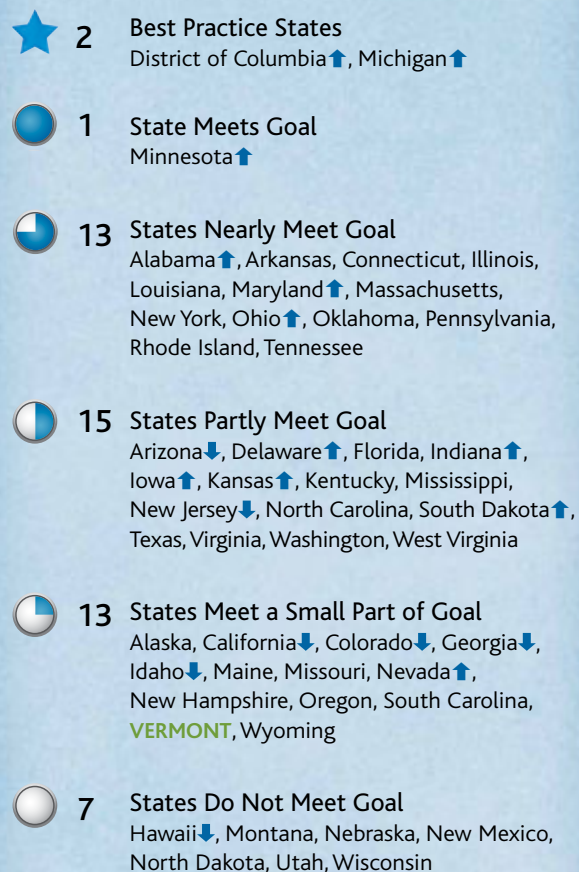 2 Best Practice States
District of Columbia⬆, Michigan⬆
1 State Meets Goal
Minnesota⬆
13 States Nearly Meet Goal
Alabama⬆, Arkansas, Connecticut, Illinois,
Louisiana, Maryland⬆, Massachusetts,
New York, Ohio⬆, Oklahoma, Pennsylvania,
Rhode Island, Tennessee
15 States Partly Meet Goal
Arizona⬇, Delaware⬆, Florida, Indiana⬆,
Iowa⬆, Kansas⬆, Kentucky, Mississippi,
New Jersey⬇, North Carolina, South Dakota⬆,
Texas, Virginia, Washington, West Virginia
13 States Meet a Small Part of Goal
Alaska, California⬇, Colorado⬇, Georgia⬇,
Idaho⬇, Maine, Missouri, Nevada⬆,
New Hampshire, Oregon, South Carolina,
VERMONT, Wyoming
7 States Do Not Meet Goal
Hawaii⬇, Montana, Nebraska, New Mexico,
North Dakota, Utah, Wisconsin